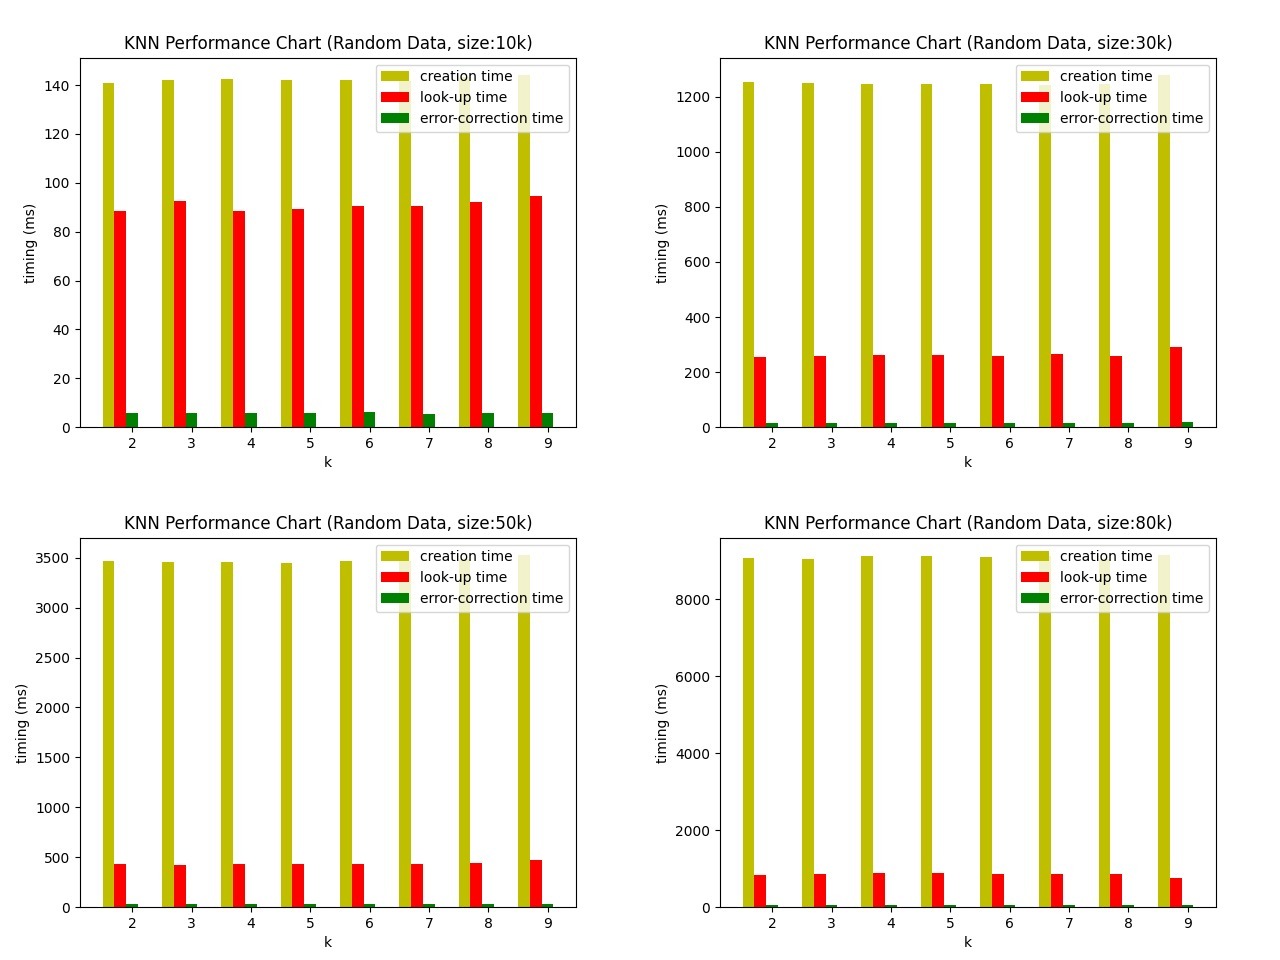 KNN Performance Chart (Random Data, size:10k)
creation time
look-up time
error-correction time
timing (ms)
140
120
100
80
60
40
20
0
2 3 4 5 6 7 8 9
k
KNN Performance Chart (Random Data, size:30k)
creation time
look-up time
error-correction time
timing (ms)
1200
1000
800
600
400
200
0
2 3 4 5 6 7 8 9
k
KNN Performance Chart (Random Data, size:50k)
creation time
look-up time
error-correction time
timing (ms)
3500
3000
2500
2000
1500
1000
500
0
2 3 4 5 6 7 8 9
k
KNN Performance Chart (Random Data, size:80k)
creation time
look-up time
error-correction time
timing (ms)
8000
6000
4000
2000
0
2 3 4 5 6 7 8 9
k